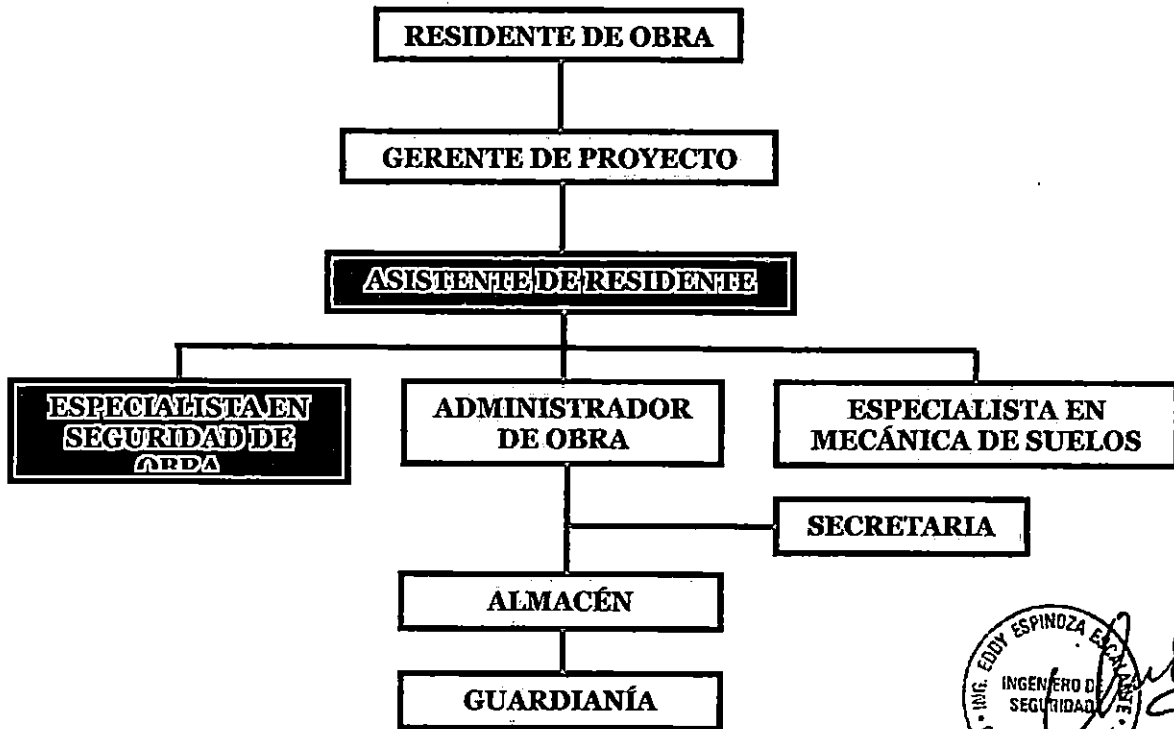 RESIDENTE DE OBRA
GERENTE DE PROYECTO
ASISTENTE DE RESIDENTE
ESPECIALISTA EN
SEGURIDAD DE
ADMINISTRADOR
DE OBRA
ESPECIALISTA EN
MECÁNICA DE SUELOS
SECRETARIA
ALMACÉN
GUARDIANÍA
ING. EDDY ESPINOZA ESCALANTE
INGENIERO DE
SEGURIDAD